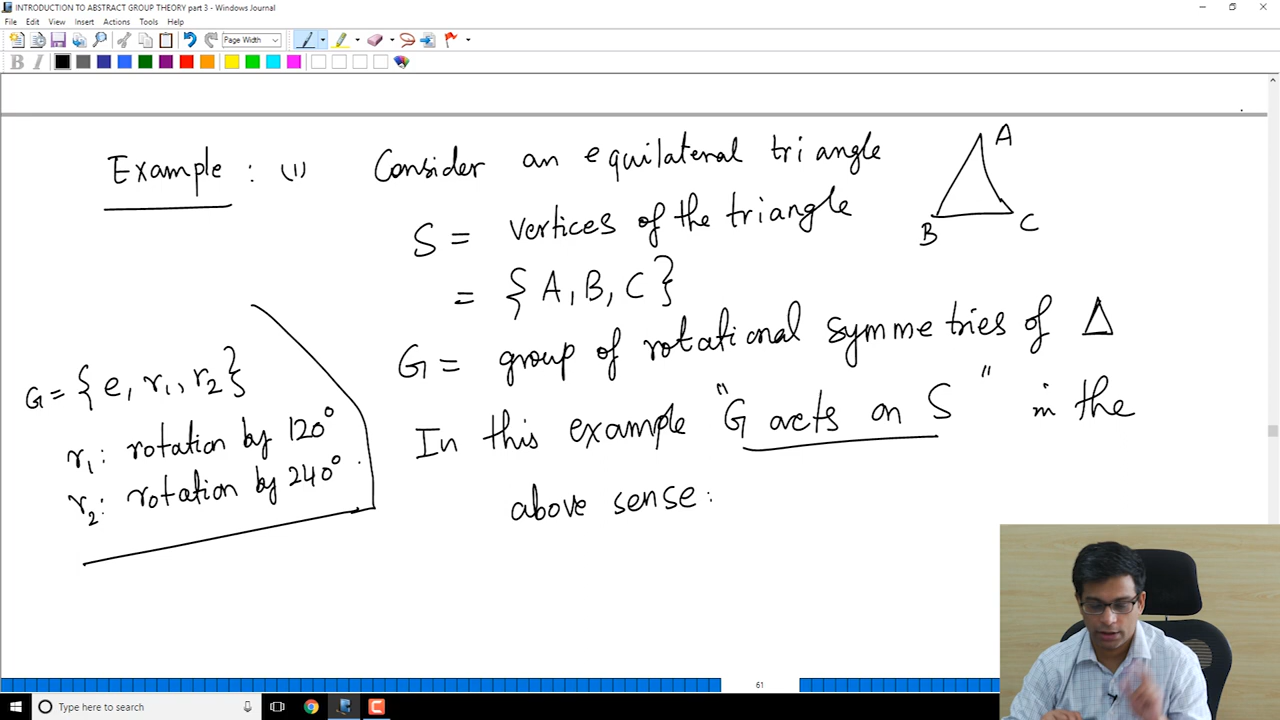 INTRODUCTION TO ABSTRACT GROUP THEORY part 3 - Windows Journal
File Edit View Insert Actions Tools Help
Page Width
B I
Example : (1) Consider an equilateral triangle
A
B
C
S = vertices of the triangle
= {A, B, C}
G = group of rotational symmetries of Δ
In this example "G acts on S" in the
above sense:
G = {e, r₁, r₂}
r₁: rotation by 120°
r₂: rotation by 240°.
61
Type here to search